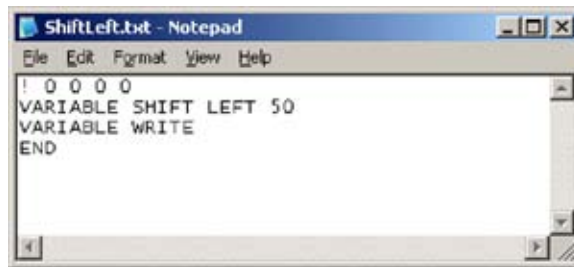 ShiftLeft.txt - Notepad
File Edit Format View Help
! 0 0 0 0
VARIABLE SHIFT LEFT 50
VARIABLE WRITE
END